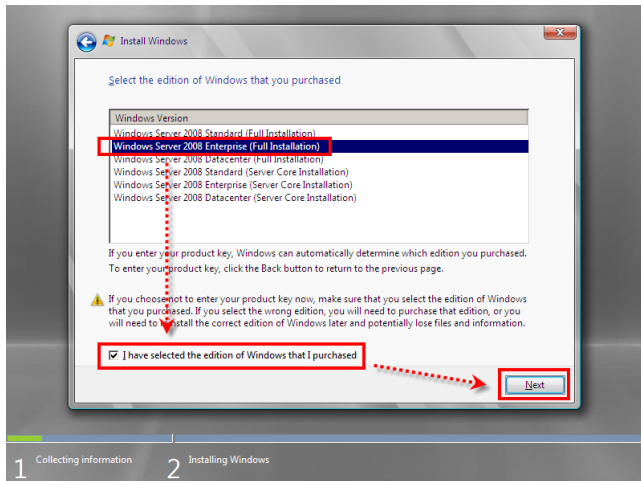 Install Windows
Select the edition of Windows that you purchased
Windows Version
Windows Server 2008 Standard (Full Installation)
Windows Server 2008 Enterprise (Full Installation)
Windows Server 2008 Datacenter (Full Installation)
Windows Server 2008 Standard (Server Core Installation)
Windows Server 2008 Enterprise (Server Core Installation)
Windows Server 2008 Datacenter (Server Core Installation)
If you enter your product key, Windows can automatically determine which edition you purchased.
To enter your product key, click the Back button to return to the previous page.
If you choose not to enter your product key now, make sure that you select the edition of Windows
that you purchased. If you select the wrong edition, you will need to purchase that edition, or you
will need to reinstall the correct edition of Windows later and potentially lose files and information.
I have selected the edition of Windows that I purchased
Next
1 Collecting information
2 Installing Windows